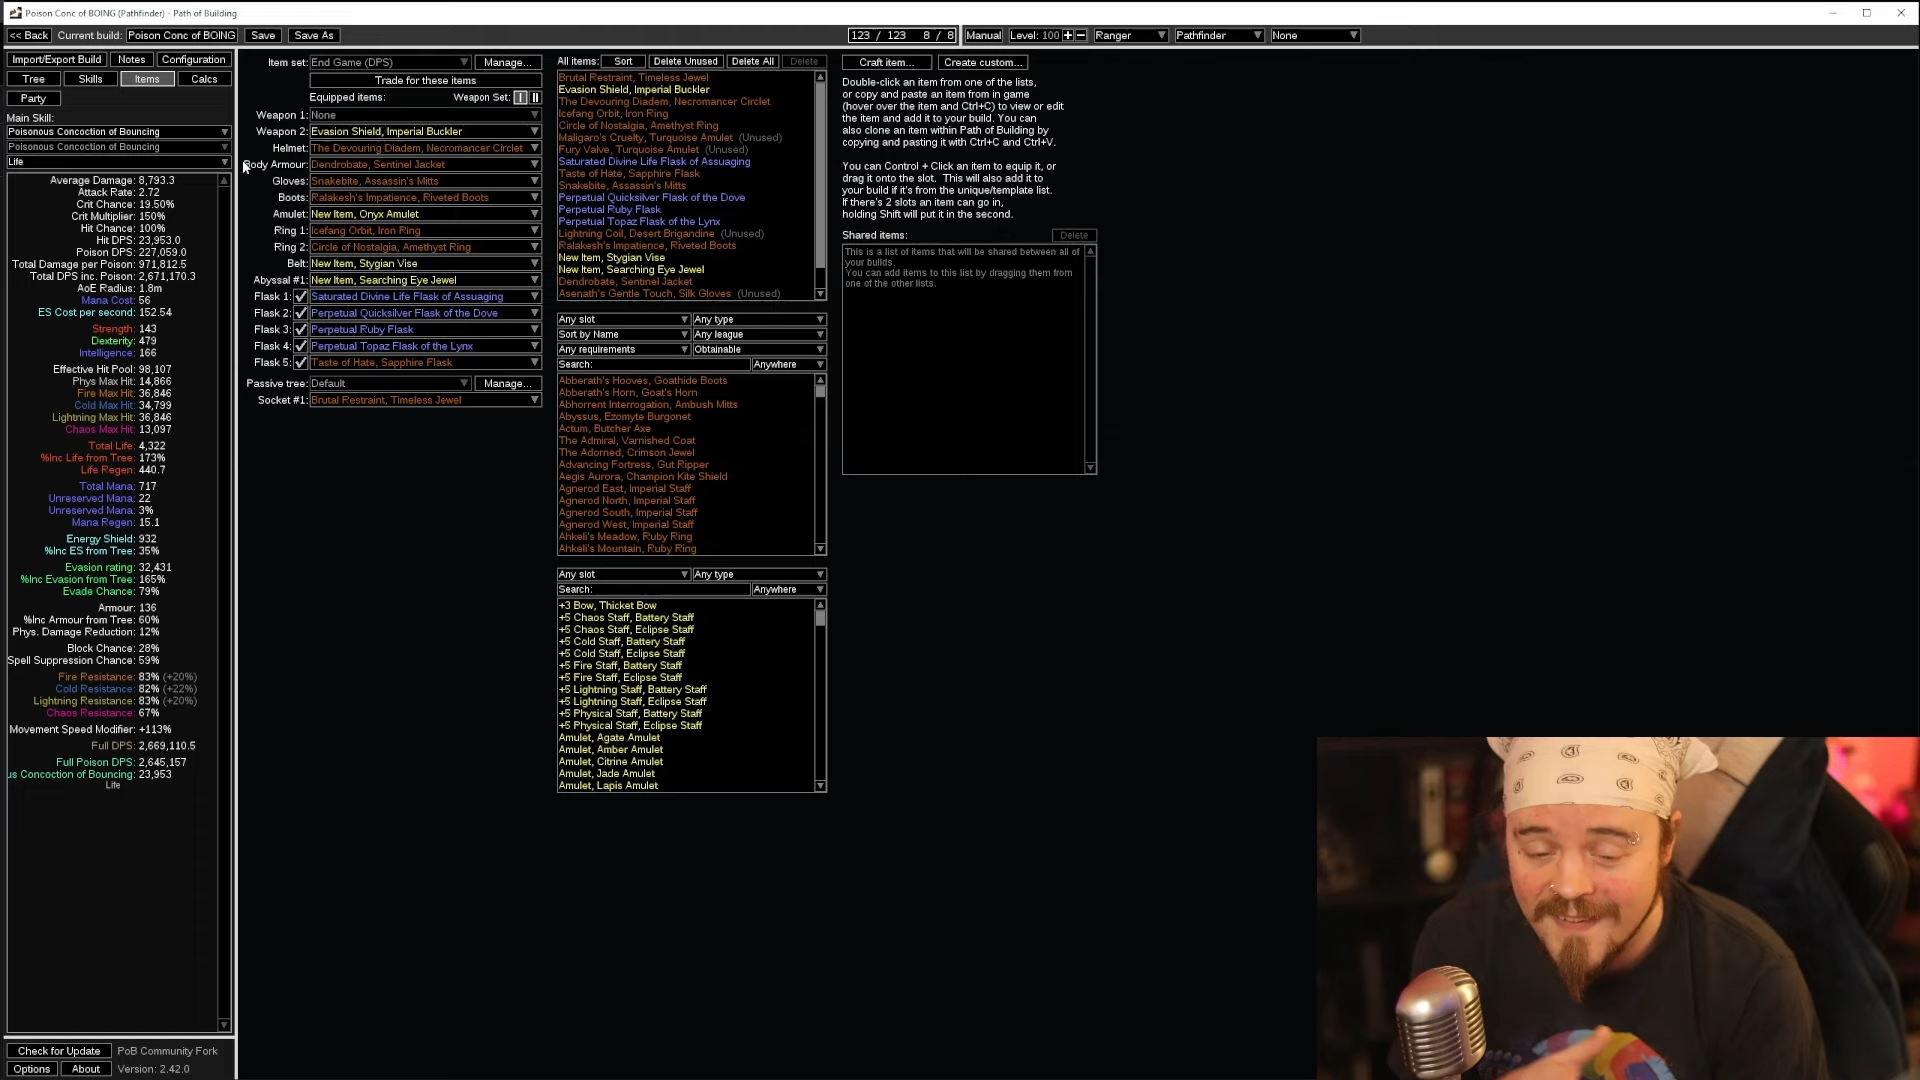 Poison Conc of BOING (Pathfinder) - Path of Building
<< Back Current build: Poison Conc of BOING Save Save As 123 / 123 8 / 8 Manual Level: 100 + - Ranger Pathfinder None
Import/Export Build Notes Configuration
Tree Skills Items Calcs
Party
Main Skill:
Poisonous Concoction of Bouncing
Poisonous Concoction of Bouncing
Life
Average Damage: 8,793.3
Attack Rate: 2.72
Crit Chance: 19.50%
Crit Multiplier: 150%
Hit Chance: 100%
Hit DPS: 23,953.0
Poison DPS: 227,059.0
Total Damage per Poison: 971,812.5
Total DPS inc. Poison: 2,671,170.3
AoE Radius: 1.8m
Mana Cost: 56
ES Cost per second: 152.54
Strength: 143
Dexterity: 479
Intelligence: 166
Effective Hit Pool: 98,107
Phys Max Hit: 14,866
Fire Max Hit: 36,846
Cold Max Hit: 34,799
Lightning Max Hit: 36,846
Chaos Max Hit: 13,097
Total Life: 4,322
%Inc Life from Tree: 173%
Life Regen: 440.7
Total Mana: 717
Unreserved Mana: 22
Unreserved Mana: 3%
Mana Regen: 15.1
Energy Shield: 932
%Inc ES from Tree: 35%
Evasion rating: 32,431
%Inc Evasion from Tree: 165%
Evade Chance: 79%
Armour: 136
%Inc Armour from Tree: 60%
Phys. Damage Reduction: 12%
Block Chance: 28%
Spell Suppression Chance: 59%
Fire Resistance: 83% (+20%)
Cold Resistance: 82% (+22%)
Lightning Resistance: 83% (+20%)
Chaos Resistance: 67%
Movement Speed Modifier: +113%
Full DPS: 2,669,110.5
Full Poison DPS: 2,645,157
us Concoction of Bouncing: 23,953
Life
Check for Update PoB Community Fork
Options About Version: 2.42.0
Item set: End Game (DPS) Manage...
Trade for these items
Equipped items: Weapon Set: I II
Weapon 1: None
Weapon 2: Evasion Shield, Imperial Buckler
Helmet: The Devouring Diadem, Necromancer Circlet
Body Armour: Dendrobate, Sentinel Jacket
Gloves: Snakebite, Assassin's Mitts
Boots: Ralakesh's Impatience, Riveted Boots
Amulet: New Item, Onyx Amulet
Ring 1: Icefang Orbit, Iron Ring
Ring 2: Circle of Nostalgia, Amethyst Ring
Belt: New Item, Stygian Vise
Abyssal #1: New Item, Searching Eye Jewel
Flask 1: Saturated Divine Life Flask of Assuaging
Flask 2: Perpetual Quicksilver Flask of the Dove
Flask 3: Perpetual Ruby Flask
Flask 4: Perpetual Topaz Flask of the Lynx
Flask 5: Taste of Hate, Sapphire Flask
Passive tree: Default Manage...
Socket #1: Brutal Restraint, Timeless Jewel
All items: Sort Delete Unused Delete All Delete
Brutal Restraint, Timeless Jewel
Evasion Shield, Imperial Buckler
The Devouring Diadem, Necromancer Circlet
Icefang Orbit, Iron Ring
Circle of Nostalgia, Amethyst Ring
Maligaro's Cruelty, Turquoise Amulet (Unused)
Fury Valve, Turquoise Amulet (Unused)
Saturated Divine Life Flask of Assuaging
Taste of Hate, Sapphire Flask
Snakebite, Assassin's Mitts
Perpetual Quicksilver Flask of the Dove
Perpetual Ruby Flask
Perpetual Topaz Flask of the Lynx
Lightning Coil, Desert Brigandine (Unused)
Ralakesh's Impatience, Riveted Boots
New Item, Stygian Vise
New Item, Searching Eye Jewel
Dendrobate, Sentinel Jacket
Asenath's Gentle Touch, Silk Gloves (Unused)
Any slot Any type
Sort by Name Any league
Any requirements Obtainable
Search: Anywhere
Abberath's Hooves, Goathide Boots
Abberath's Horn, Goat's Horn
Abhorrent Interrogation, Ambush Mitts
Abyssus, Ezomyte Burgonet
Actum, Butcher Axe
The Admiral, Varnished Coat
The Adorned, Crimson Jewel
Advancing Fortress, Gut Ripper
Aegis Aurora, Champion Kite Shield
Agnerod East, Imperial Staff
Agnerod North, Imperial Staff
Agnerod South, Imperial Staff
Agnerod West, Imperial Staff
Ahkeli's Meadow, Ruby Ring
Ahkeli's Mountain, Ruby Ring
Any slot Any type
Search: Anywhere
+3 Bow, Thicket Bow
+5 Chaos Staff, Battery Staff
+5 Chaos Staff, Eclipse Staff
+5 Cold Staff, Battery Staff
+5 Cold Staff, Eclipse Staff
+5 Fire Staff, Battery Staff
+5 Fire Staff, Eclipse Staff
+5 Lightning Staff, Battery Staff
+5 Lightning Staff, Eclipse Staff
+5 Physical Staff, Battery Staff
+5 Physical Staff, Eclipse Staff
Amulet, Agate Amulet
Amulet, Amber Amulet
Amulet, Citrine Amulet
Amulet, Jade Amulet
Amulet, Lapis Amulet
Craft item... Create custom...
Double-click an item from one of the lists,
or copy and paste an item from in game
(hover over the item and Ctrl+C) to view or edit
the item and add it to your build. You can
also clone an item within Path of Building by
copying and pasting it with Ctrl+C and Ctrl+V.
You can Control + Click an item to equip it, or
drag it onto the slot. This will also add it to
your build if it's from the unique/template list.
If there's 2 slots an item can go in,
holding Shift will put it in the second.
Shared items: Delete
This is a list of items that will be shared between all of
your builds.
You can add items to this list by dragging them from
one of the other lists.